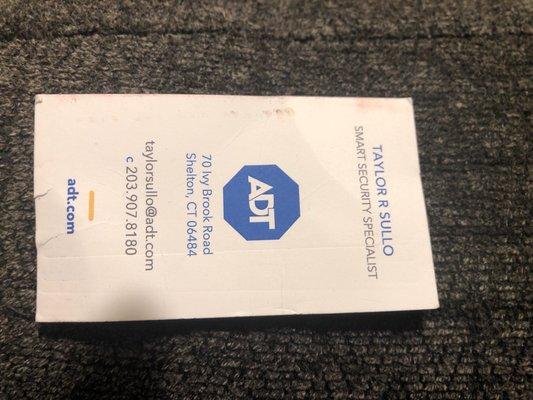 TAYLOR R SULLO
SMART SECURITY SPECIALIST
ADT
70 Ivy Brook Road
Shelton, CT 06484
taylorsullo@adt.com
c 203.907.8180
adt.com